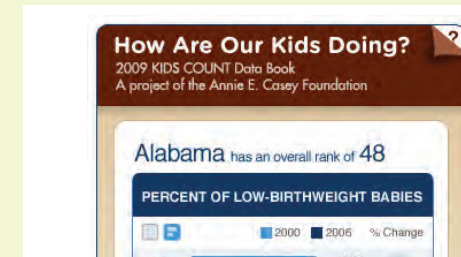 How Are Our Kids Doing?
?
2009 KIDS COUNT Data Book
A project of the Annie E. Casey Foundation
Alabama has an overall rank of 48
PERCENT OF LOW-BIRTHWEIGHT BABIES
2000 2006 % Change